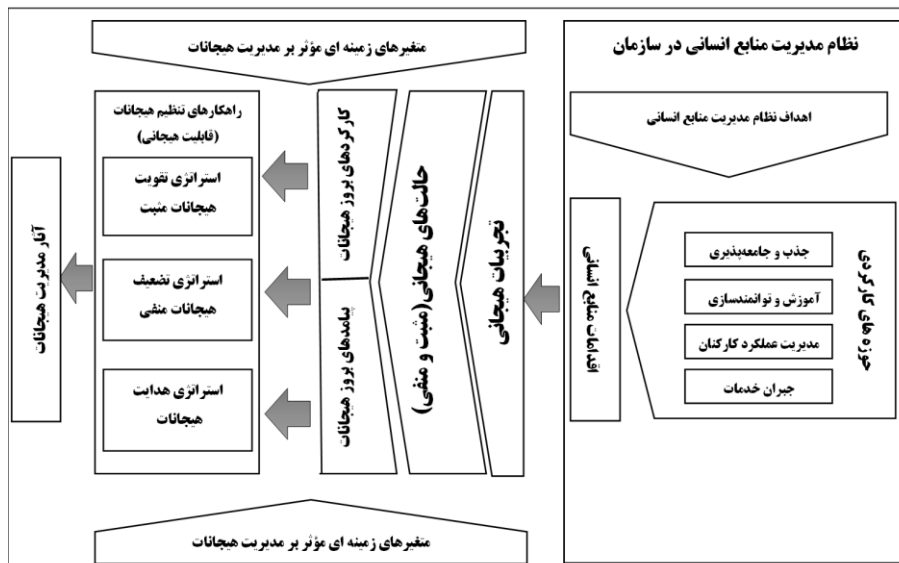 نظام مدیریت منابع انسانی در سازمان
اهداف نظام مدیریت منابع انسانی
حوزه های کارکردی
جذب و جامعه‌پذیری
آموزش و توانمندسازی
مدیریت عملکرد کارکنان
جبران خدمات
اقدامات منابع انسانی
متغیرهای زمینه ای مؤثر بر مدیریت هیجانات
تجربیات هیجانی
حالت‌های هیجانی(مثبت و منفی)
کارکردهای بروز هیجانات
پیامدهای بروز هیجانات
راهکارهای تنظیم هیجانات
(قابلیت هیجانی)
استراتژی تقویت
هیجانات مثبت
استراتژی تضعیف
هیجانات منفی
استراتژی هدایت
هیجانات
آثار مدیریت هیجانات
متغیرهای زمینه ای مؤثر بر مدیریت هیجانات